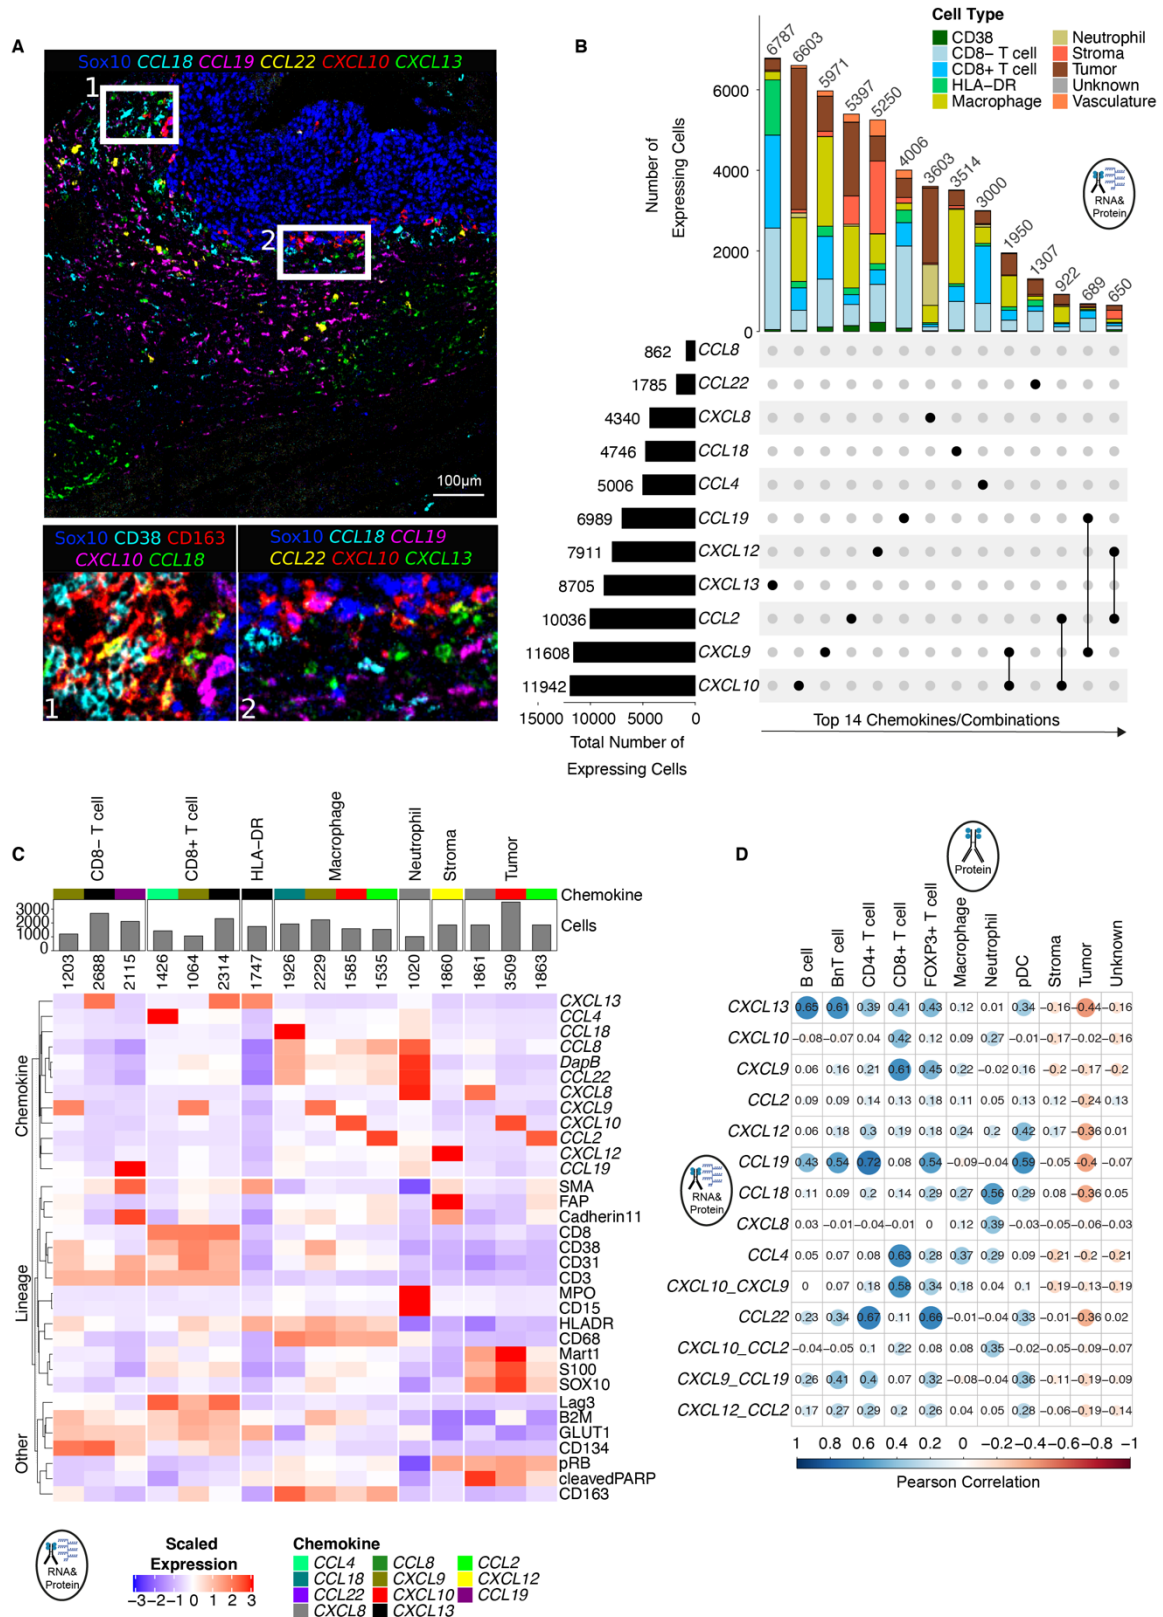 A
Sox10 CCL18 CCL19 CCL22 CXCL10 CXCL13
1
2
100µm
Sox10 CD38 CD163
CXCL10 CCL18
1
Sox10 CCL18 CCL19
CCL22 CXCL10 CXCL13
2
B
Cell Type
CD38
CD8− T cell
CD8+ T cell
HLA−DR
Macrophage
Neutrophil
Stroma
Tumor
Unknown
Vasculature
RNA&
Protein
Number of
Expressing Cells
6000
4000
2000
0
6787 6603 5971 5397 5250 4006 3603 3514 3000 1950 1307 922 689 650
862 CCL8
1785 CCL22
4340 CXCL8
4746 CCL18
5006 CCL4
6989 CCL19
7911 CXCL12
8705 CXCL13
10036 CCL2
11608 CXCL9
11942 CXCL10
15000 10000 5000 0
Total Number of
Expressing Cells
Top 14 Chemokines/Combinations
C
CD8− T cell CD8+ T cell HLA−DR Macrophage Neutrophil Stroma Tumor
Chemokine
3000
2000
1000
0
Cells
1203 2688 2115 1426 1064 2314 1747 1926 2229 1585 1535 1020 1860 1861 3509 1863
Chemokine
CXCL13
CCL4
CCL18
CCL8
DapB
CCL22
CXCL8
CXCL9
CXCL10
CCL2
CXCL12
CCL19
Lineage
SMA
FAP
Cadherin11
CD8
CD38
CD31
CD3
MPO
CD15
HLADR
CD68
Mart1
S100
SOX10
Other
Lag3
B2M
GLUT1
CD134
pRB
cleavedPARP
CD163
RNA&
Protein
Scaled
Expression
−3−2−1 0 1 2 3
Chemokine
CCL4 CCL8 CCL2
CCL18 CXCL9 CXCL12
CCL22 CXCL10 CCL19
CXCL8 CXCL13
D
Protein
B cell BnT cell CD4+ T cell CD8+ T cell FOXP3+ T cell Macrophage Neutrophil pDC Stroma Tumor Unknown
CXCL13 0.65 0.61 0.39 0.41 0.43 0.12 0.01 0.34 −0.16 −0.44 −0.16
CXCL10 −0.08 −0.07 0.04 0.42 0.12 0.09 0.27 −0.01 −0.17 −0.02 −0.16
CXCL9 0.06 0.16 0.21 0.61 0.45 0.22 −0.02 0.16 −0.2 −0.17 −0.2
CCL2 0.09 0.09 0.14 0.13 0.18 0.11 0.05 0.13 0.12 −0.24 0.13
CXCL12 0.06 0.18 0.3 0.19 0.18 0.24 0.2 0.42 0.17 −0.36 0.01
CCL19 0.43 0.54 0.72 0.08 0.54 −0.09 −0.04 0.59 −0.05 −0.4 −0.07
CCL18 0.11 0.09 0.2 0.14 0.29 0.27 0.56 0.29 0.08 −0.36 0.05
CXCL8 0.03 −0.01 −0.04 −0.01 0 0.12 0.39 −0.03 −0.05 −0.06 −0.03
CCL4 0.05 0.07 0.08 0.63 0.28 0.37 0.29 0.09 −0.21 −0.2 −0.21
CXCL10_CXCL9 0 0.07 0.18 0.58 0.34 0.18 0.04 0.1 −0.19 −0.13 −0.19
CCL22 0.23 0.34 0.67 0.11 0.66 −0.01 −0.04 0.33 −0.01 −0.36 0.02
CXCL10_CCL2 −0.04 −0.05 0.1 0.22 0.08 0.08 0.35 −0.02 −0.05 −0.09 −0.07
CXCL9_CCL19 0.26 0.41 0.4 0.07 0.32 −0.08 −0.04 0.36 −0.11 −0.19 −0.09
CXCL12_CCL2 0.17 0.27 0.29 0.2 0.26 0.04 0.05 0.28 −0.06 −0.19 −0.14
RNA&
Protein
1 0.8 0.6 0.4 0.2 0 −0.2 −0.4 −0.6 −0.8 −1
Pearson Correlation